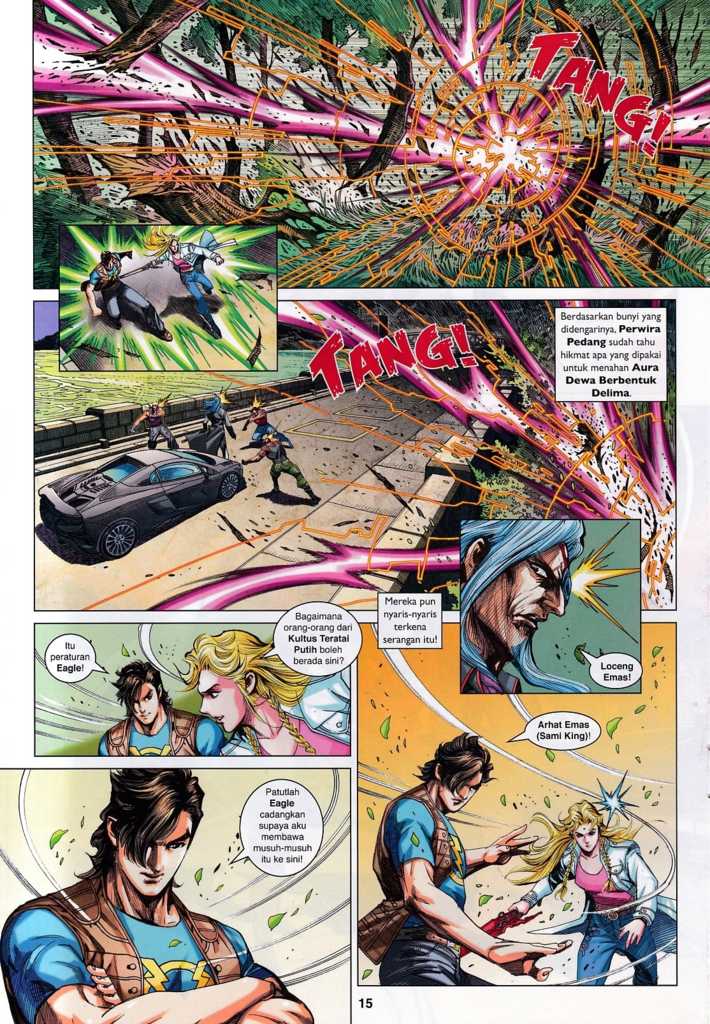 TANG!
TANG!
Berdasarkan bunyi yang
didengarinya, Perwira
Pedang sudah tahu
hikmat apa yang dipakai
untuk menahan Aura
Dewa Berbentuk
Delima.
Mereka pun
nyaris-nyaris
terkena
serangan itu!
Loceng
Emas!
Itu
peraturan
Eagle!
Bagaimana
orang-orang dari
Kultus Teratai
Putih boleh
berada sini?
Arhat Emas
(Sami King)!
Patutlah
Eagle
cadangkan
supaya aku
membawa
musuh-musuh
itu ke sini!
15